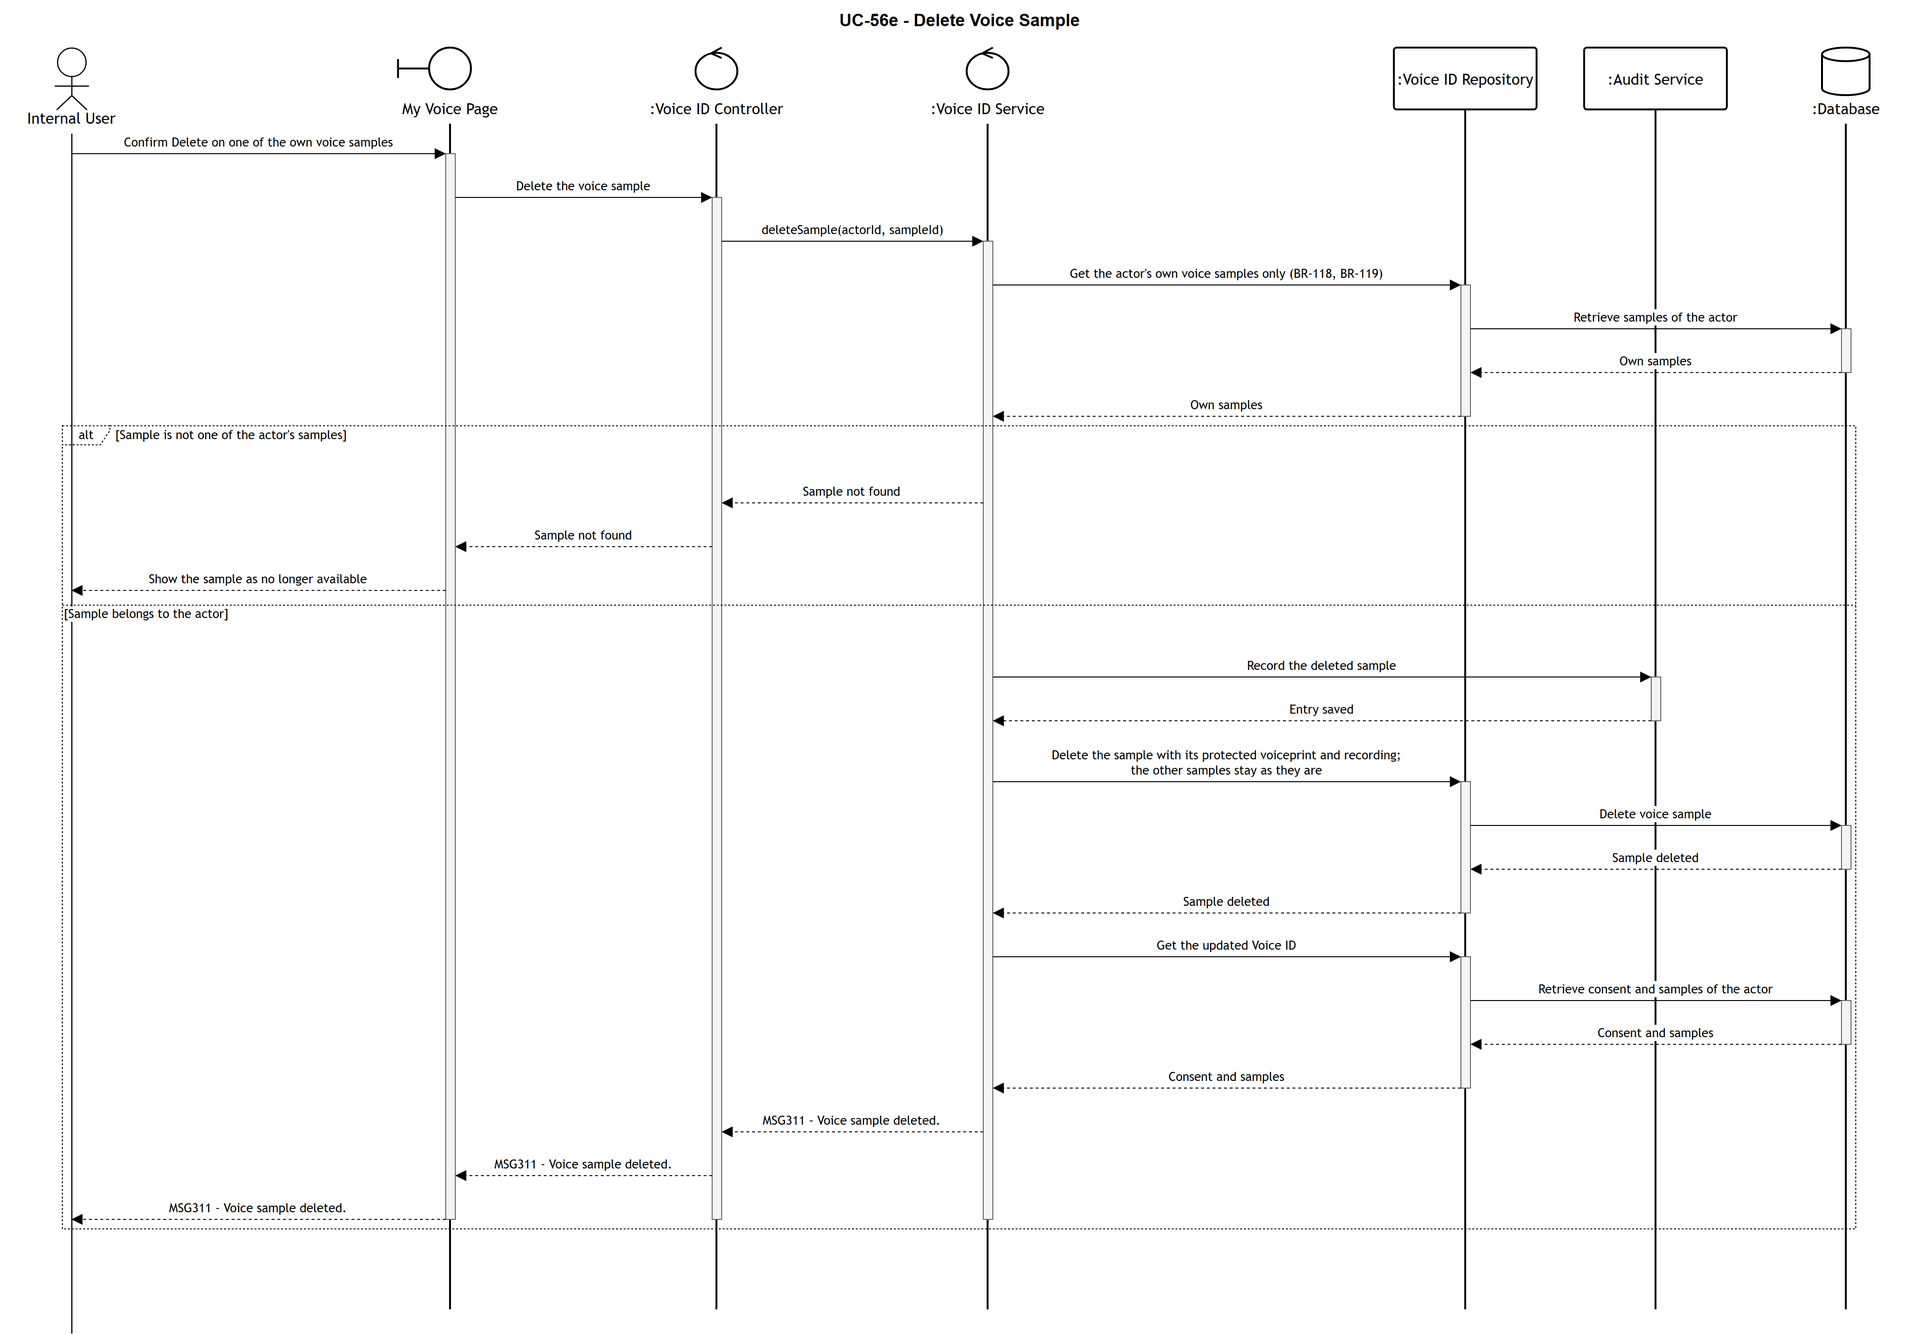 UC-56e - Delete Voice Sample
Internal User
My Voice Page
:Voice ID Controller
:Voice ID Service
:Voice ID Repository
:Audit Service
:Database
Confirm Delete on one of the own voice samples
Delete the voice sample
deleteSample(actorId, sampleId)
Get the actor's own voice samples only (BR-118, BR-119)
Retrieve samples of the actor
Own samples
Own samples
alt
[Sample is not one of the actor's samples]
Sample not found
Sample not found
Show the sample as no longer available
[Sample belongs to the actor]
Record the deleted sample
Entry saved
Delete the sample with its protected voiceprint and recording;
the other samples stay as they are
Delete voice sample
Sample deleted
Sample deleted
Get the updated Voice ID
Retrieve consent and samples of the actor
Consent and samples
Consent and samples
MSG311 - Voice sample deleted.
MSG311 - Voice sample deleted.
MSG311 - Voice sample deleted.